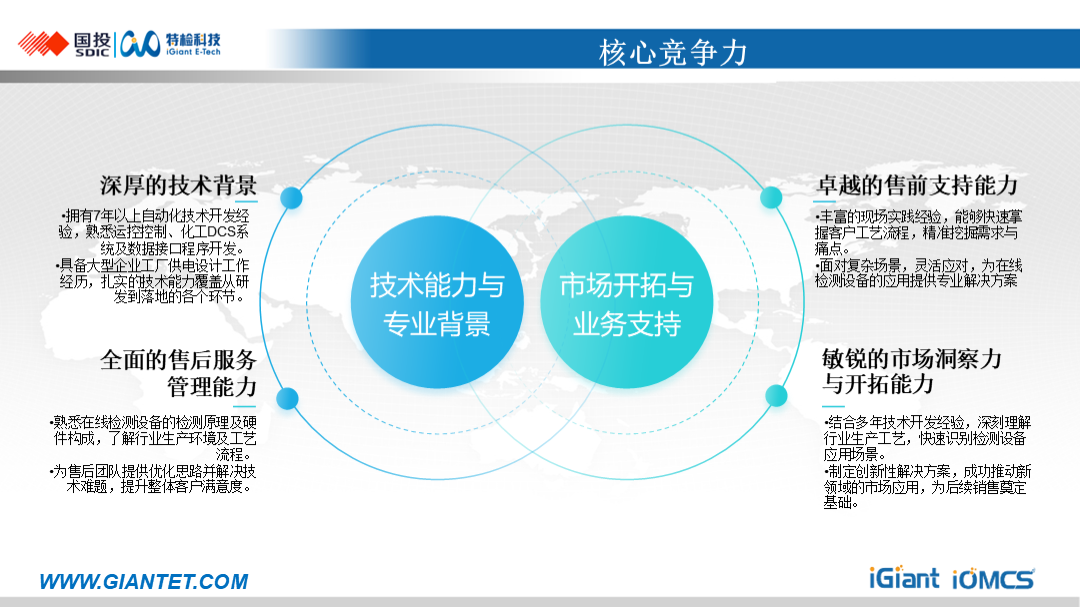 国投
SDIC
特检科技
iGiant E-Tech
核心竞争力
深厚的技术背景
•拥有7年以上自动化技术开发经
验，熟悉运控控制、化工DCS系
统及数据接口程序开发。
•具备大型企业工厂供电设计工作
经历，扎实的技术能力覆盖从研
发到落地的各个环节。
全面的售后服务
管理能力
•熟悉在线检测设备的检测原理及硬
件构成，了解行业生产环境及工艺
流程。
•为售后团队提供优化思路并解决技
术难题，提升整体客户满意度。
技术能力与
专业背景
市场开拓与
业务支持
卓越的售前支持能力
•丰富的现场实践经验，能够快速掌
握客户工艺流程，精准挖掘需求与
痛点。
•面对复杂场景，灵活应对，为在线
检测设备的应用提供专业解决方案
敏锐的市场洞察力
与开拓能力
•结合多年技术开发经验，深刻理解
行业生产工艺，快速识别检测设备
应用场景。
•制定创新性解决方案，成功推动新
领域的市场应用，为后续销售奠定
基础。
WWW.GIANTET.COM
iGiant iOMCS